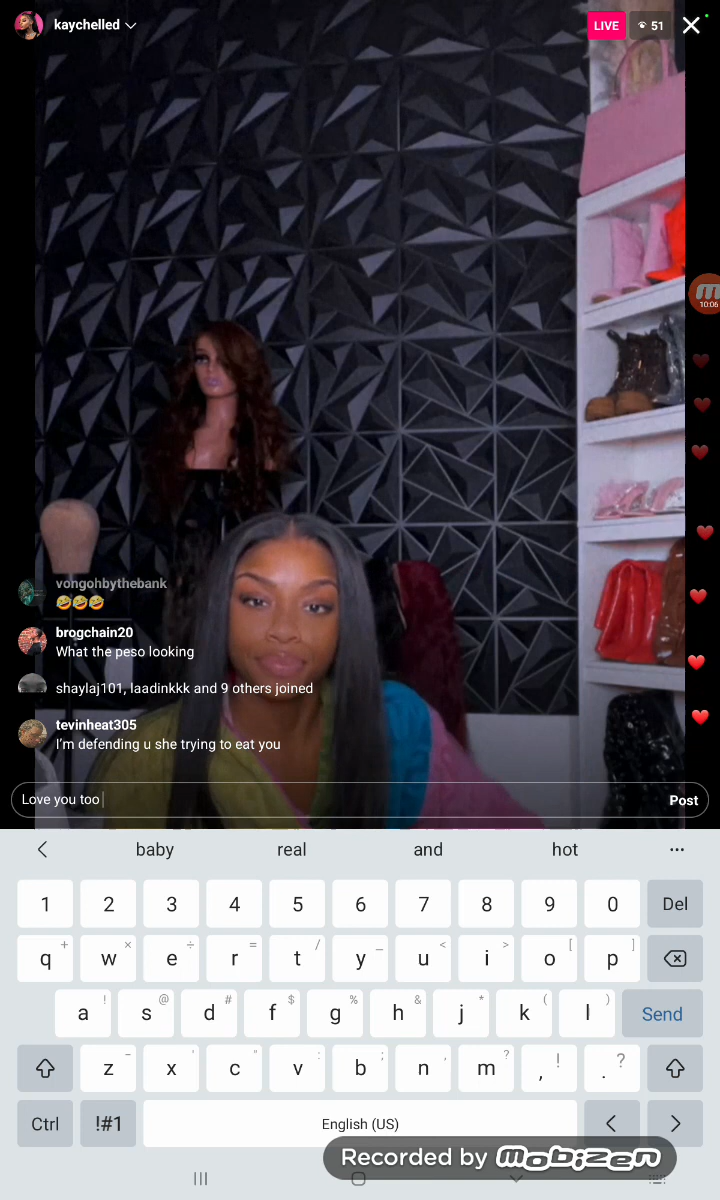 kaychelled
LIVE
51
10:06
vongohbythebank
🤣🤣🤣
brogchain20
What the peso looking
shaylaj101, laadinkkk and 9 others joined
tevinheat305
I'm defending u she trying to eat you
Love you too
Post
baby real and hot ...
1 2 3 4 5 6 7 8 9 0 Del
+ × ÷ = / _ < > [ ]
q w e r t y u i o p
! @ # $ % & * ( )
a s d f g h j k l Send
- ' " : ; , ? ! ?
z x c v b n m , .
Ctrl !#1 English (US) < >
Recorded by mobizen